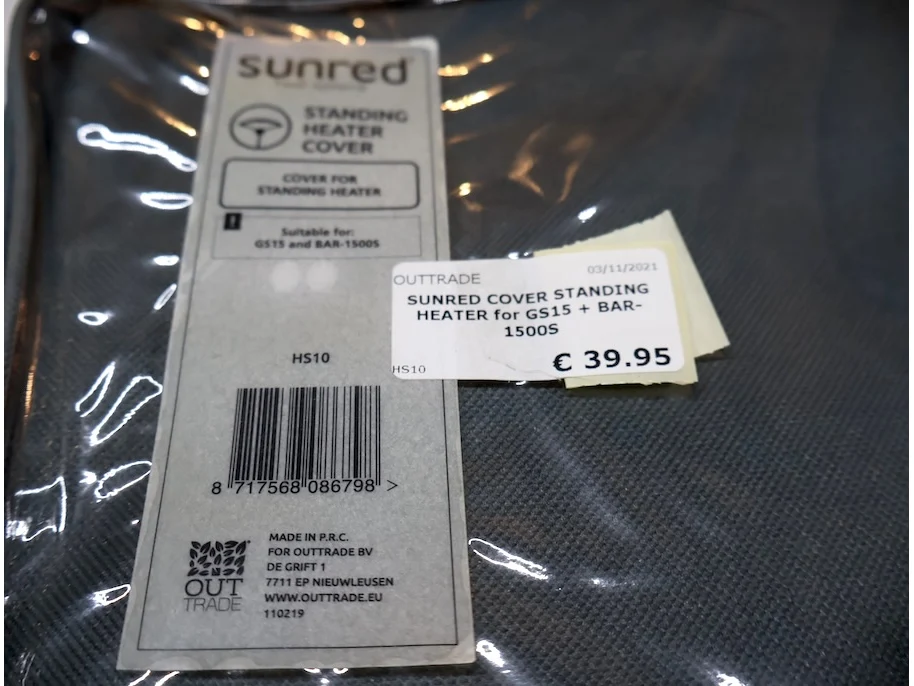 sunred
STANDING
HEATER
COVER
COVER FOR
STANDING HEATER
!
Suitable for:
GS15 and BAR-1500S
HS10
8 717568 086798 >
OUT
TRADE
MADE IN P.R.C.
FOR OUTTRADE BV
DE GRIFT 1
7711 EP NIEUWLEUSEN
WWW.OUTTRADE.EU
110219
OUTTRADE 03/11/2021
SUNRED COVER STANDING
HEATER for GS15 + BAR-
1500S
HS10 € 39.95